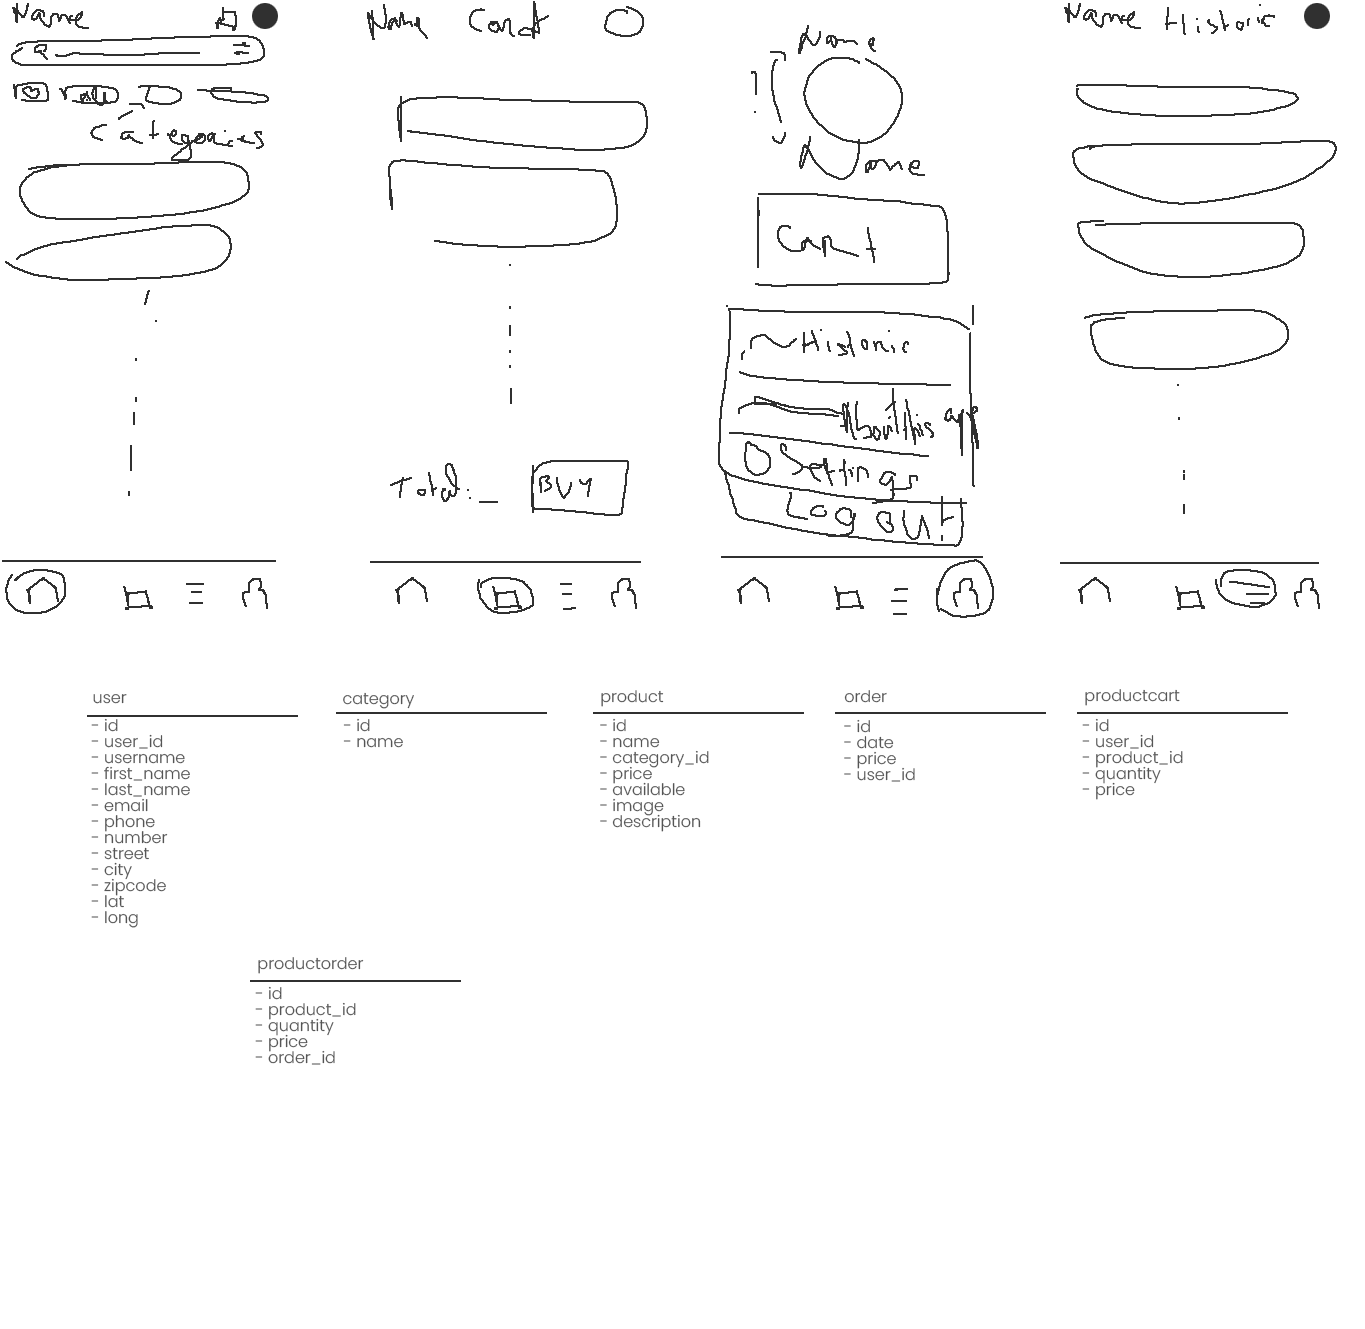 Name
Categories
Name Cart
Total: _
BUY
Name
Name
Cart
Historic
About this app
Settings
Log out
Name Historic
user
- id
- user_id
- username
- first_name
- last_name
- email
- phone
- number
- street
- city
- zipcode
- lat
- long
category
- id
- name
product
- id
- name
- category_id
- price
- available
- image
- description
order
- id
- date
- price
- user_id
productcart
- id
- user_id
- product_id
- quantity
- price
productorder
- id
- product_id
- quantity
- price
- order_id